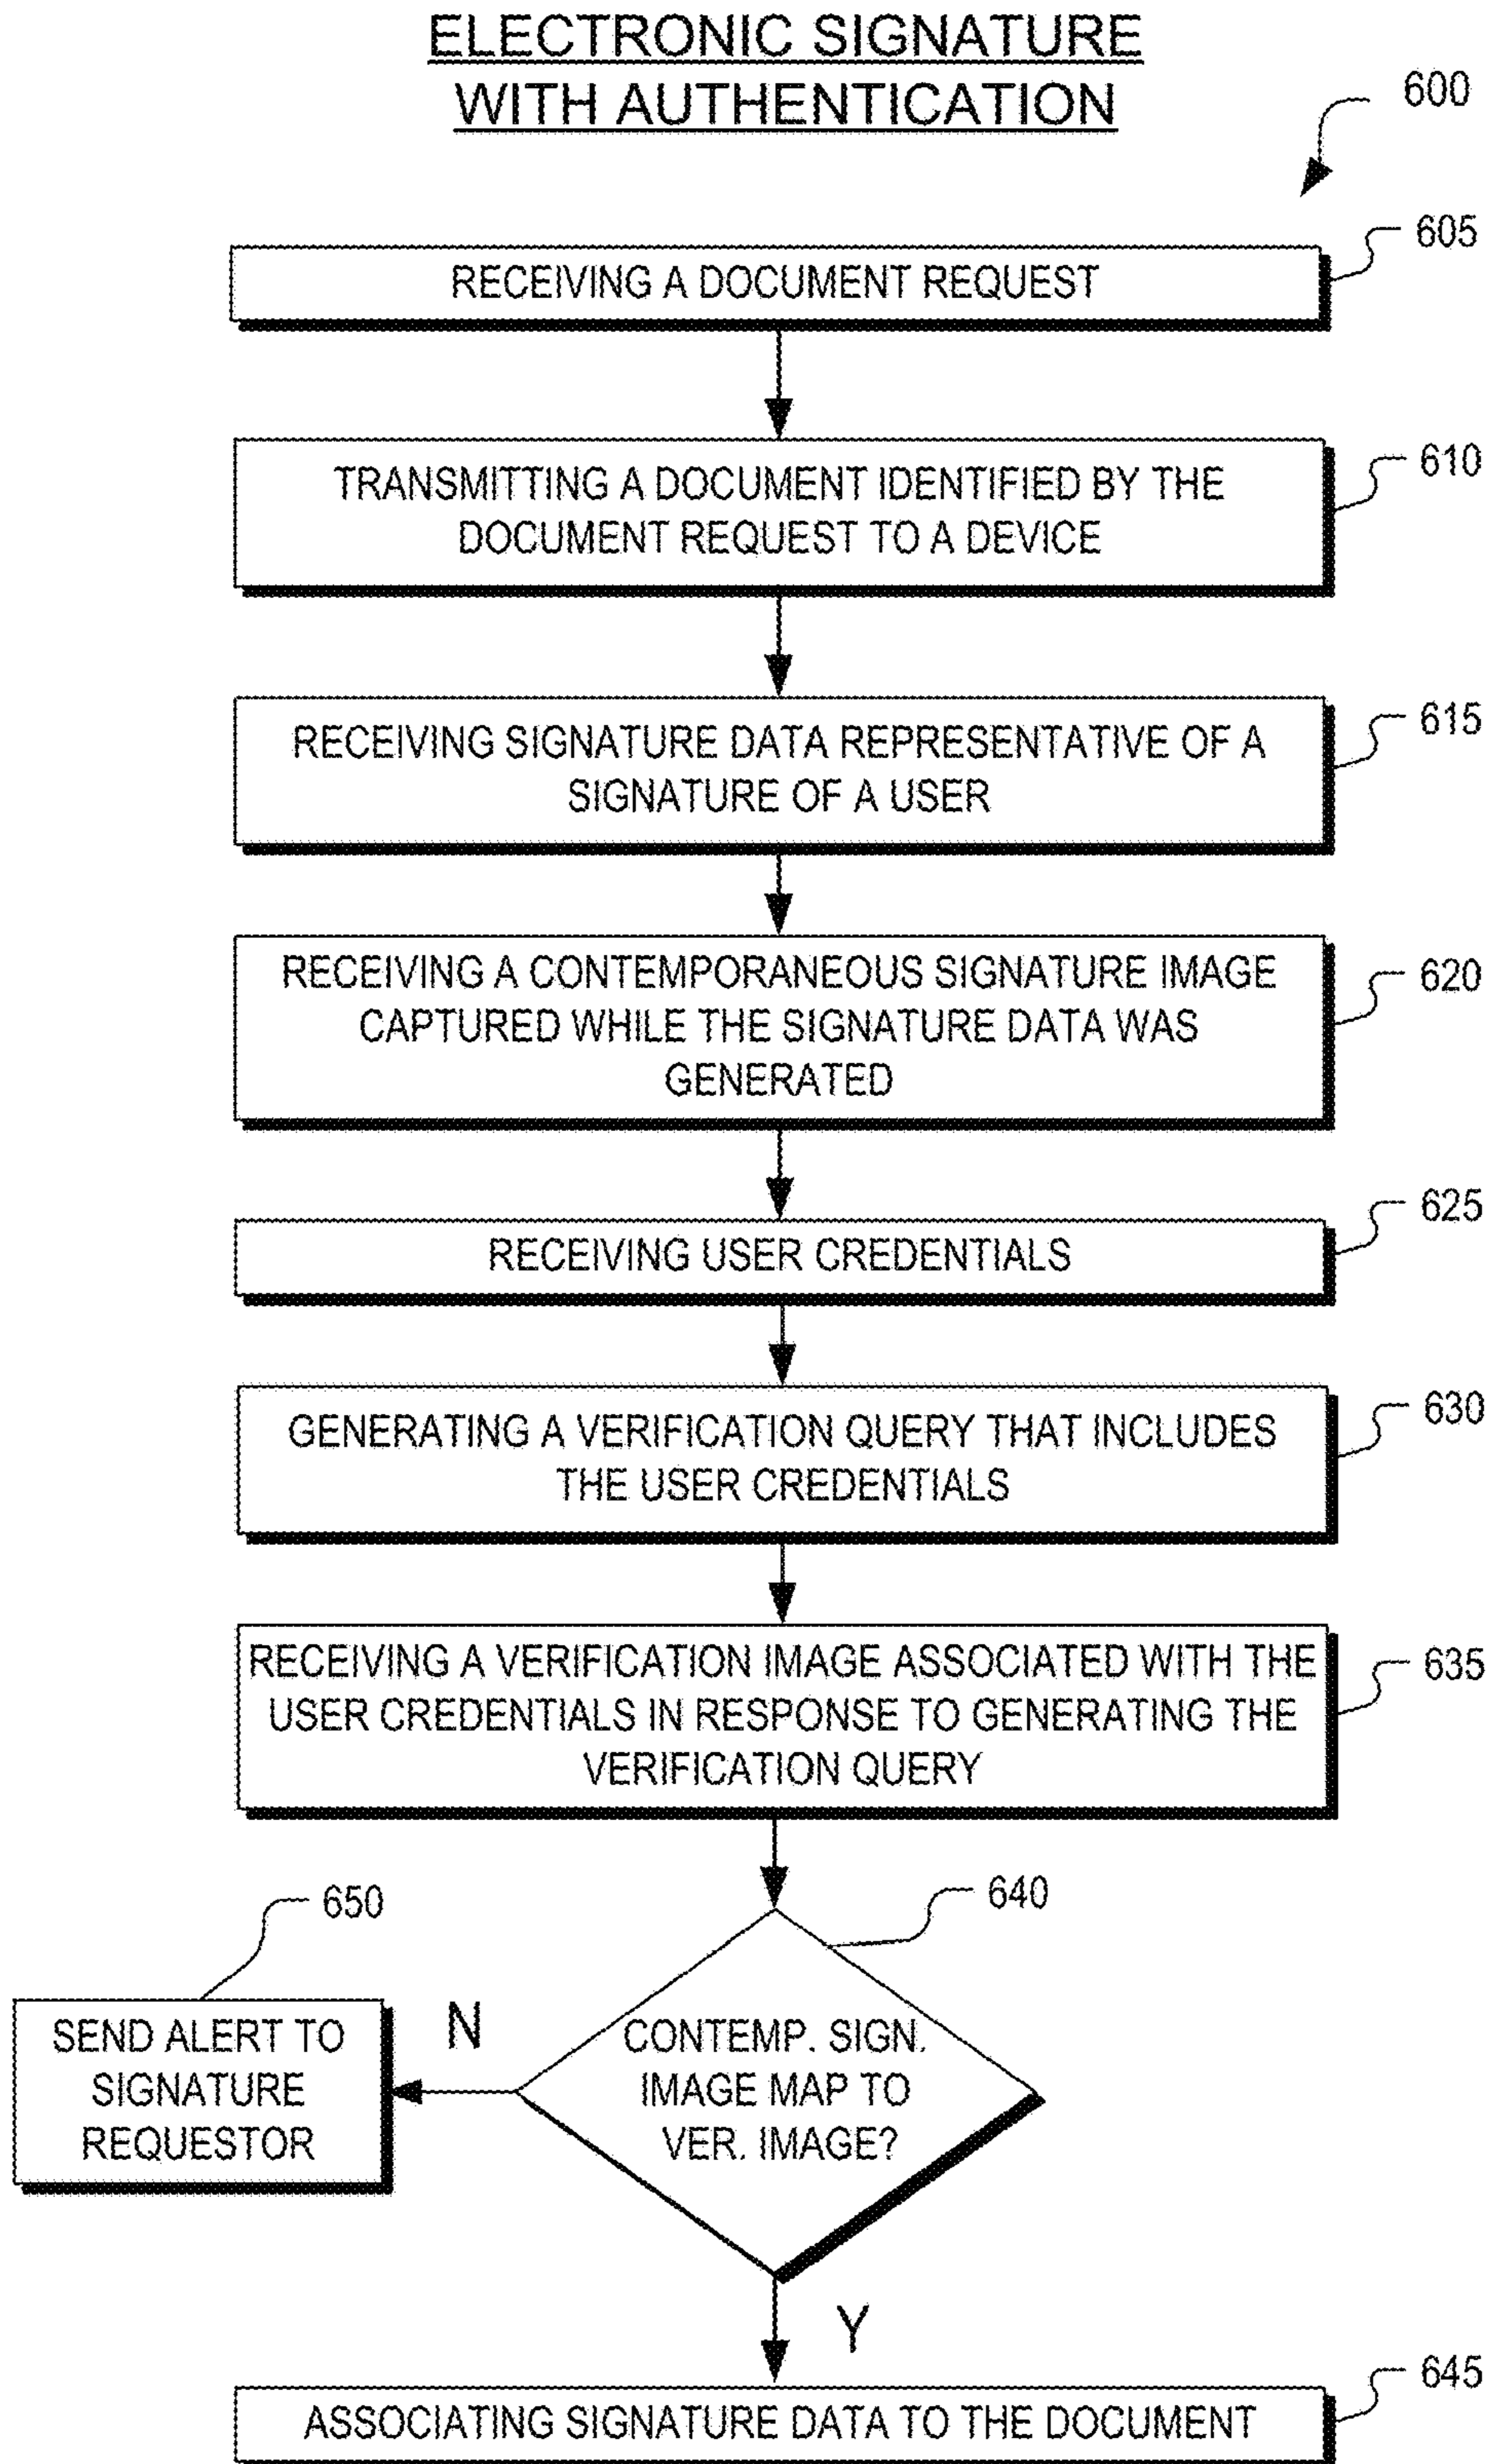 ELECTRONIC SIGNATURE
WITH AUTHENTICATION
600
605
RECEIVING A DOCUMENT REQUEST
610
TRANSMITTING A DOCUMENT IDENTIFIED BY THE
DOCUMENT REQUEST TO A DEVICE
615
RECEIVING SIGNATURE DATA REPRESENTATIVE OF A
SIGNATURE OF A USER
620
RECEIVING A CONTEMPORANEOUS SIGNATURE IMAGE
CAPTURED WHILE THE SIGNATURE DATA WAS
GENERATED
625
RECEIVING USER CREDENTIALS
630
GENERATING A VERIFICATION QUERY THAT INCLUDES
THE USER CREDENTIALS
635
RECEIVING A VERIFICATION IMAGE ASSOCIATED WITH THE
USER CREDENTIALS IN RESPONSE TO GENERATING THE
VERIFICATION QUERY
640
CONTEMP. SIGN.
IMAGE MAP TO
VER. IMAGE?
650
N
SEND ALERT TO
SIGNATURE
REQUESTOR
Y
645
ASSOCIATING SIGNATURE DATA TO THE DOCUMENT